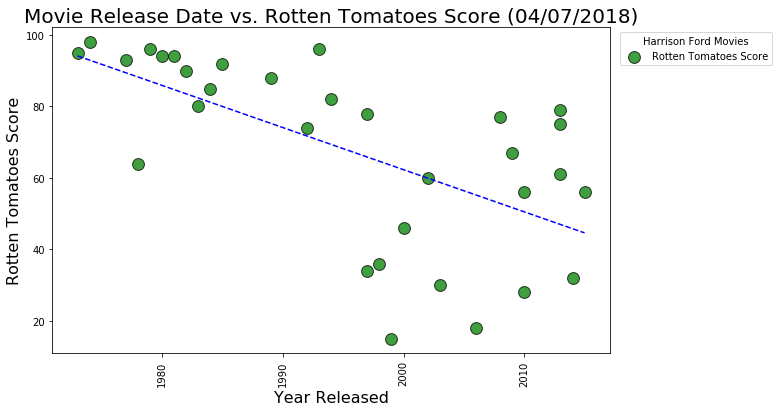 Movie Release Date vs. Rotten Tomatoes Score (04/07/2018)
Harrison Ford Movies
Rotten Tomatoes Score
Rotten Tomatoes Score
100
80
60
40
20
1980
1990
2000
2010
Year Released